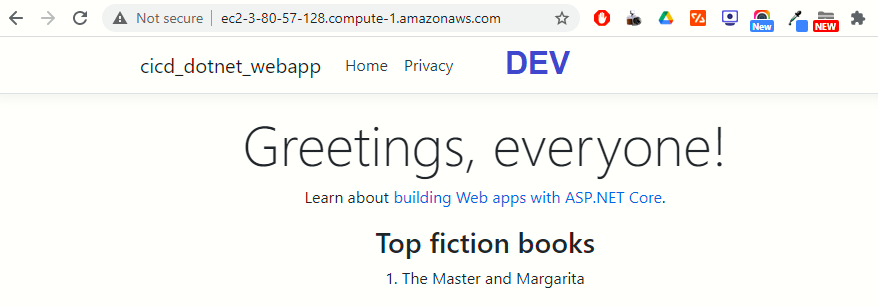 Not secure | ec2-3-80-57-128.compute-1.amazonaws.com
New
NEW
cicd_dotnet_webapp Home Privacy DEV
Greetings, everyone!
Learn about building Web apps with ASP.NET Core.
Top fiction books
1. The Master and Margarita